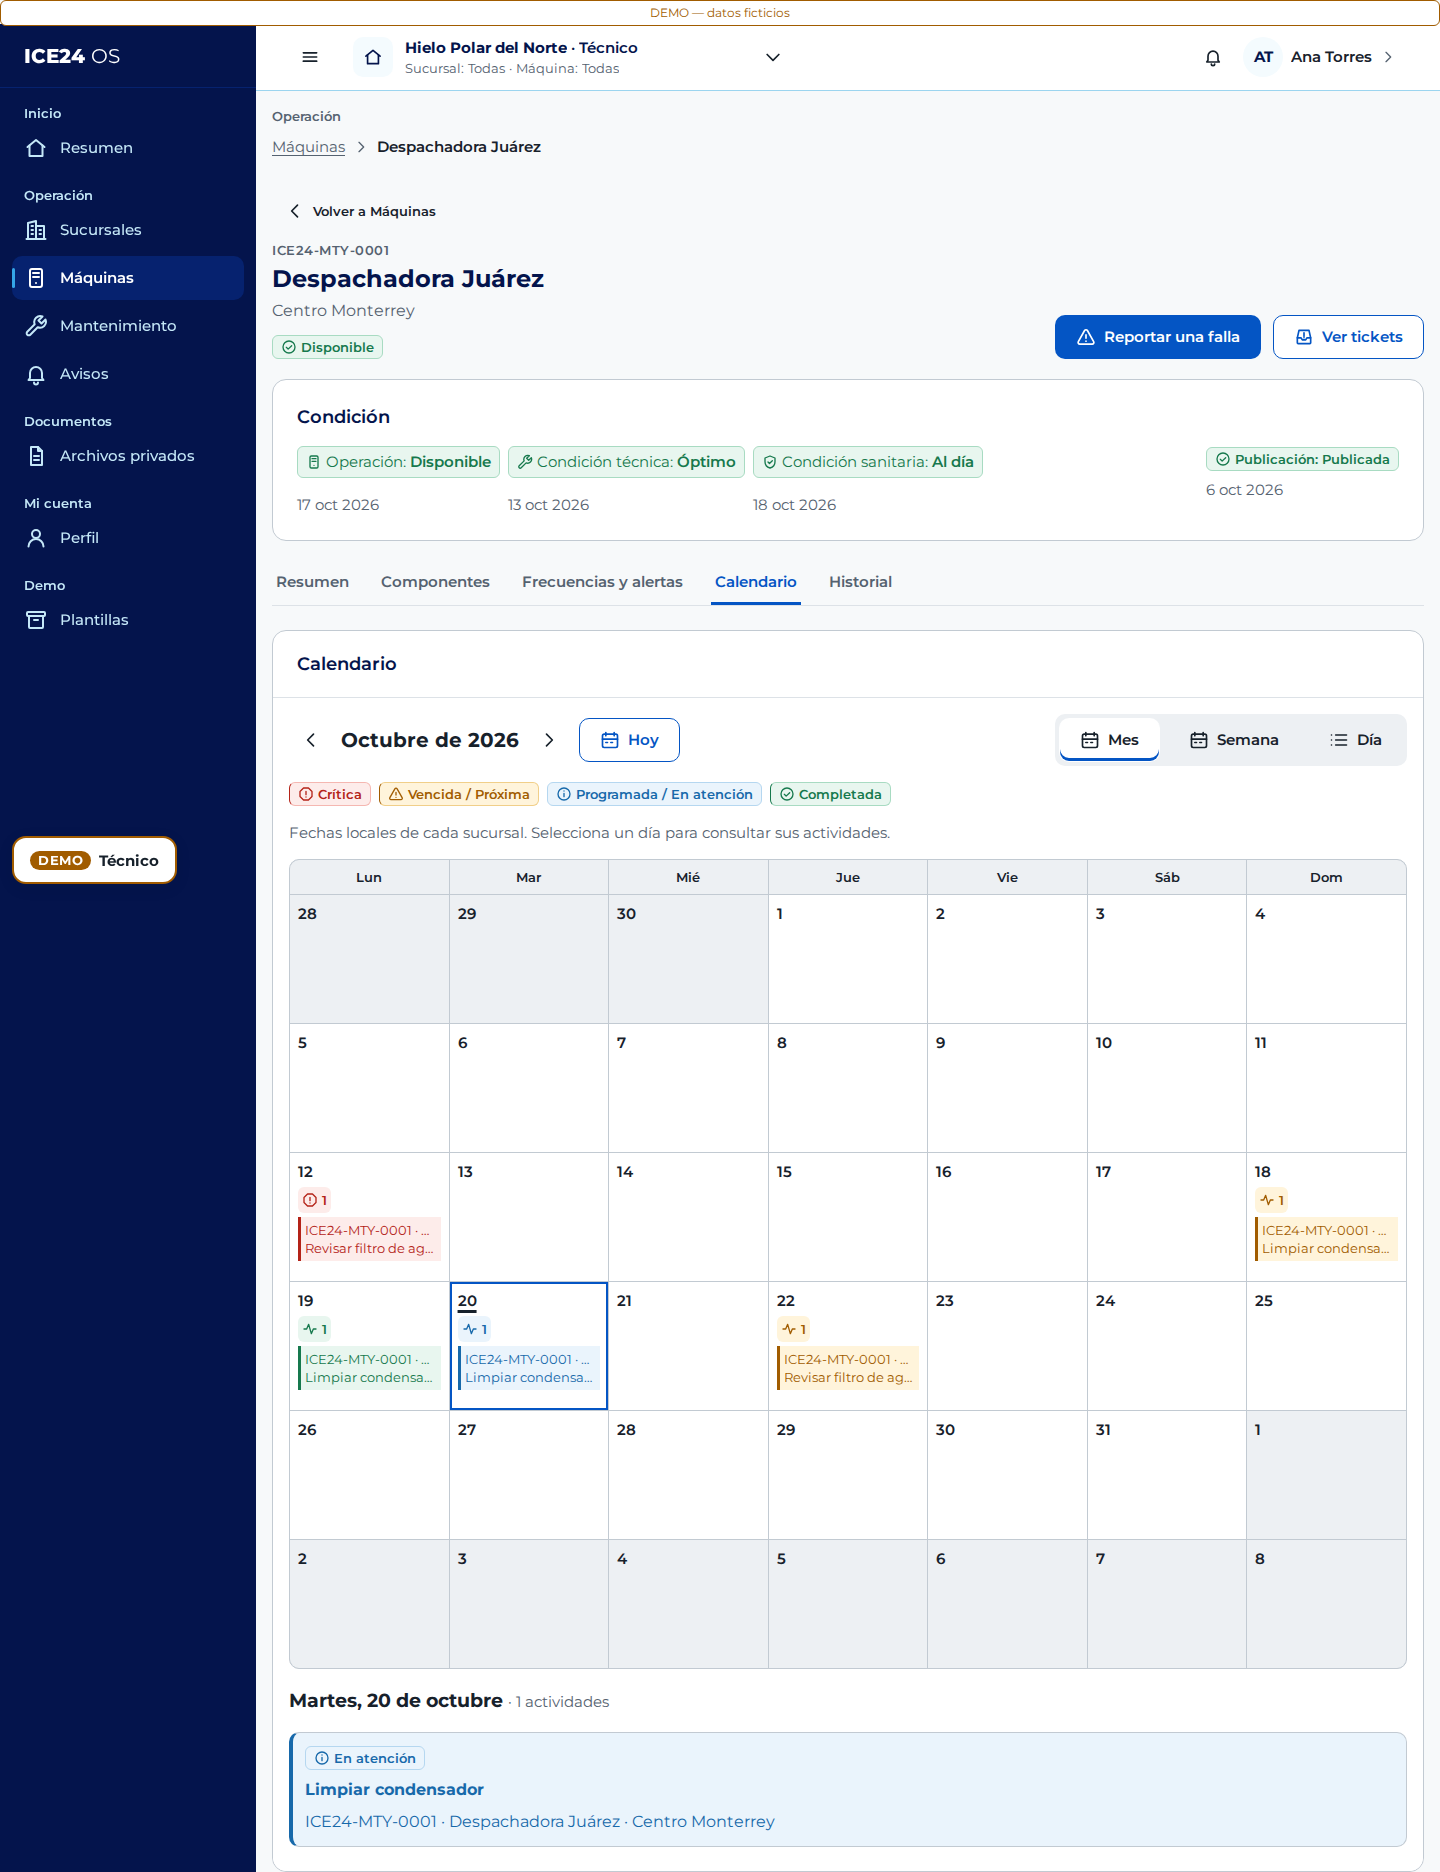 DEMO — datos ficticios
ICE24 OS
Inicio
Resumen
Operación
Sucursales
Máquinas
Mantenimiento
Avisos
Documentos
Archivos privados
Mi cuenta
Perfil
Demo
Plantillas
DEMO Técnico
Hielo Polar del Norte · Técnico
Sucursal: Todas · Máquina: Todas
AT Ana Torres
Operación
Máquinas > Despachadora Juárez
Volver a Máquinas
ICE24-MTY-0001
Despachadora Juárez
Centro Monterrey
Disponible
Reportar una falla
Ver tickets
Condición
Operación: Disponible
17 oct 2026
Condición técnica: Óptimo
13 oct 2026
Condición sanitaria: Al día
18 oct 2026
Publicación: Publicada
6 oct 2026
Resumen Componentes Frecuencias y alertas Calendario Historial
Calendario
Octubre de 2026
Hoy
Mes Semana Día
Crítica Vencida / Próxima Programada / En atención Completada
Fechas locales de cada sucursal. Selecciona un día para consultar sus actividades.
Lun Mar Mié Jue Vie Sáb Dom
28 29 30 1 2 3 4
5 6 7 8 9 10 11
12 13 14 15 16 17 18
1 1
ICE24-MTY-0001 · ... ICE24-MTY-0001 · ...
Revisar filtro de ag... Limpiar condensa...
19 20 21 22 23 24 25
1 1 1
ICE24-MTY-0001 · ... ICE24-MTY-0001 · ... ICE24-MTY-0001 · ...
Limpiar condensa... Limpiar condensa... Revisar filtro de ag...
26 27 28 29 30 31 1
2 3 4 5 6 7 8
Martes, 20 de octubre · 1 actividades
En atención
Limpiar condensador
ICE24-MTY-0001 · Despachadora Juárez · Centro Monterrey